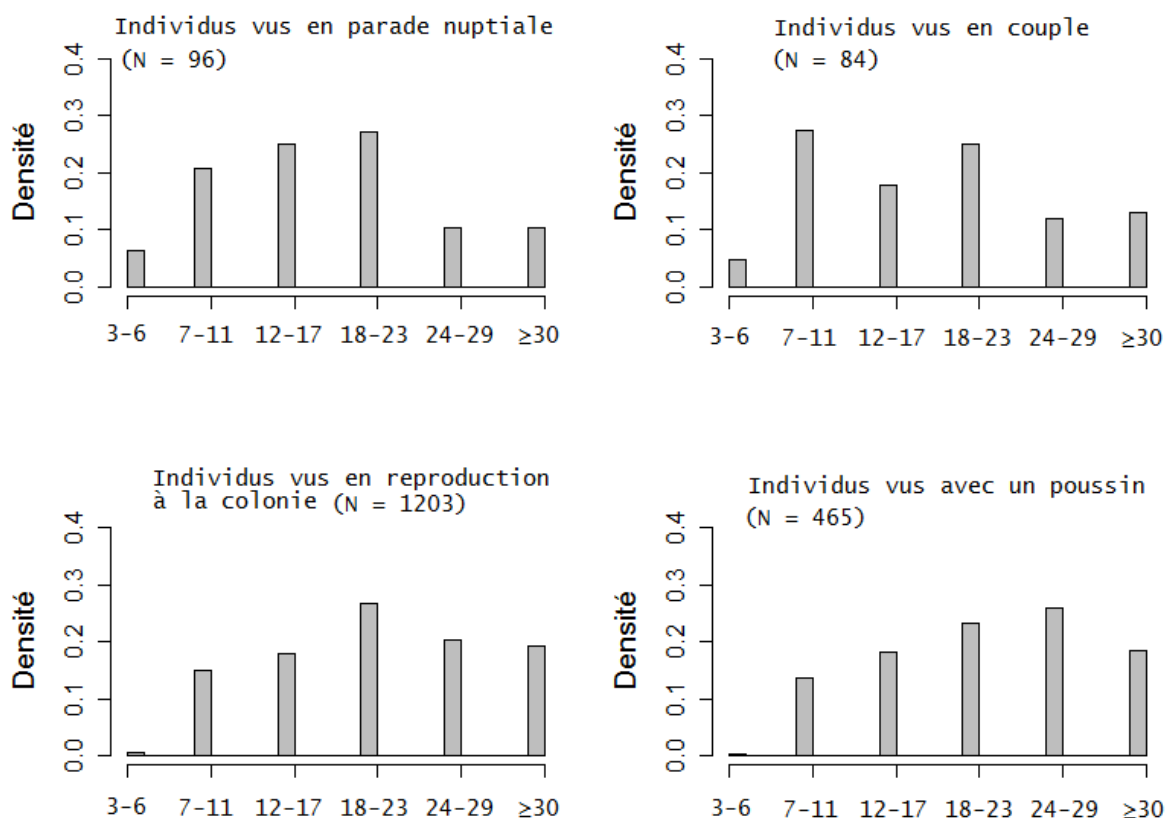 Individus vus en parade nuptiale
(N = 96)
Densité
0.4
0.3
0.2
0.1
0.0
3-6 7-11 12-17 18-23 24-29 ≥30
Individus vus en couple
(N = 84)
Densité
0.4
0.3
0.2
0.1
0.0
3-6 7-11 12-17 18-23 24-29 ≥30
Individus vus en reproduction
à la colonie (N = 1203)
Densité
0.4
0.3
0.2
0.1
0.0
3-6 7-11 12-17 18-23 24-29 ≥30
Individus vus avec un poussin
(N = 465)
Densité
0.4
0.3
0.2
0.1
0.0
3-6 7-11 12-17 18-23 24-29 ≥30